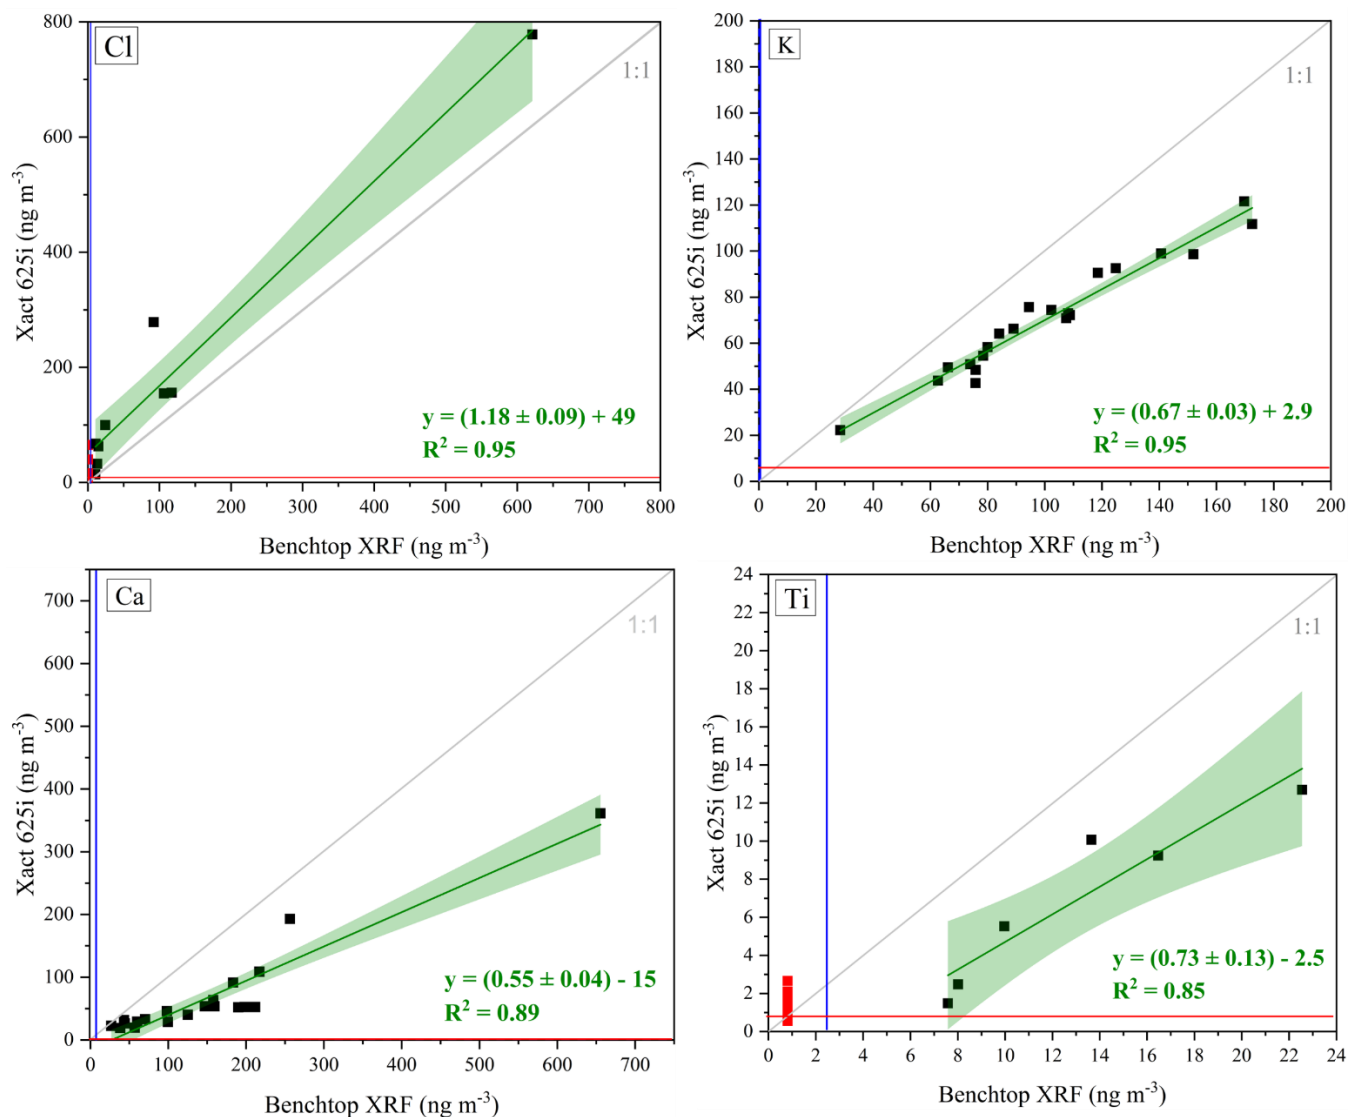 Cl
800
600
400
200
0
0 100 200 300 400 500 600 700 800
Xact 625i (ng m⁻³)
Benchtop XRF (ng m⁻³)
1:1
y = (1.18 ± 0.09) + 49
R² = 0.95
K
200
180
160
140
120
100
80
60
40
20
0
0 20 40 60 80 100 120 140 160 180 200
Xact 625i (ng m⁻³)
Benchtop XRF (ng m⁻³)
1:1
y = (0.67 ± 0.03) + 2.9
R² = 0.95
Ca
700
600
500
400
300
200
100
0
0 100 200 300 400 500 600 700
Xact 625i (ng m⁻³)
Benchtop XRF (ng m⁻³)
1:1
y = (0.55 ± 0.04) - 15
R² = 0.89
Ti
24
22
20
18
16
14
12
10
8
6
4
2
0
0 2 4 6 8 10 12 14 16 18 20 22 24
Xact 625i (ng m⁻³)
Benchtop XRF (ng m⁻³)
1:1
y = (0.73 ± 0.13) - 2.5
R² = 0.85